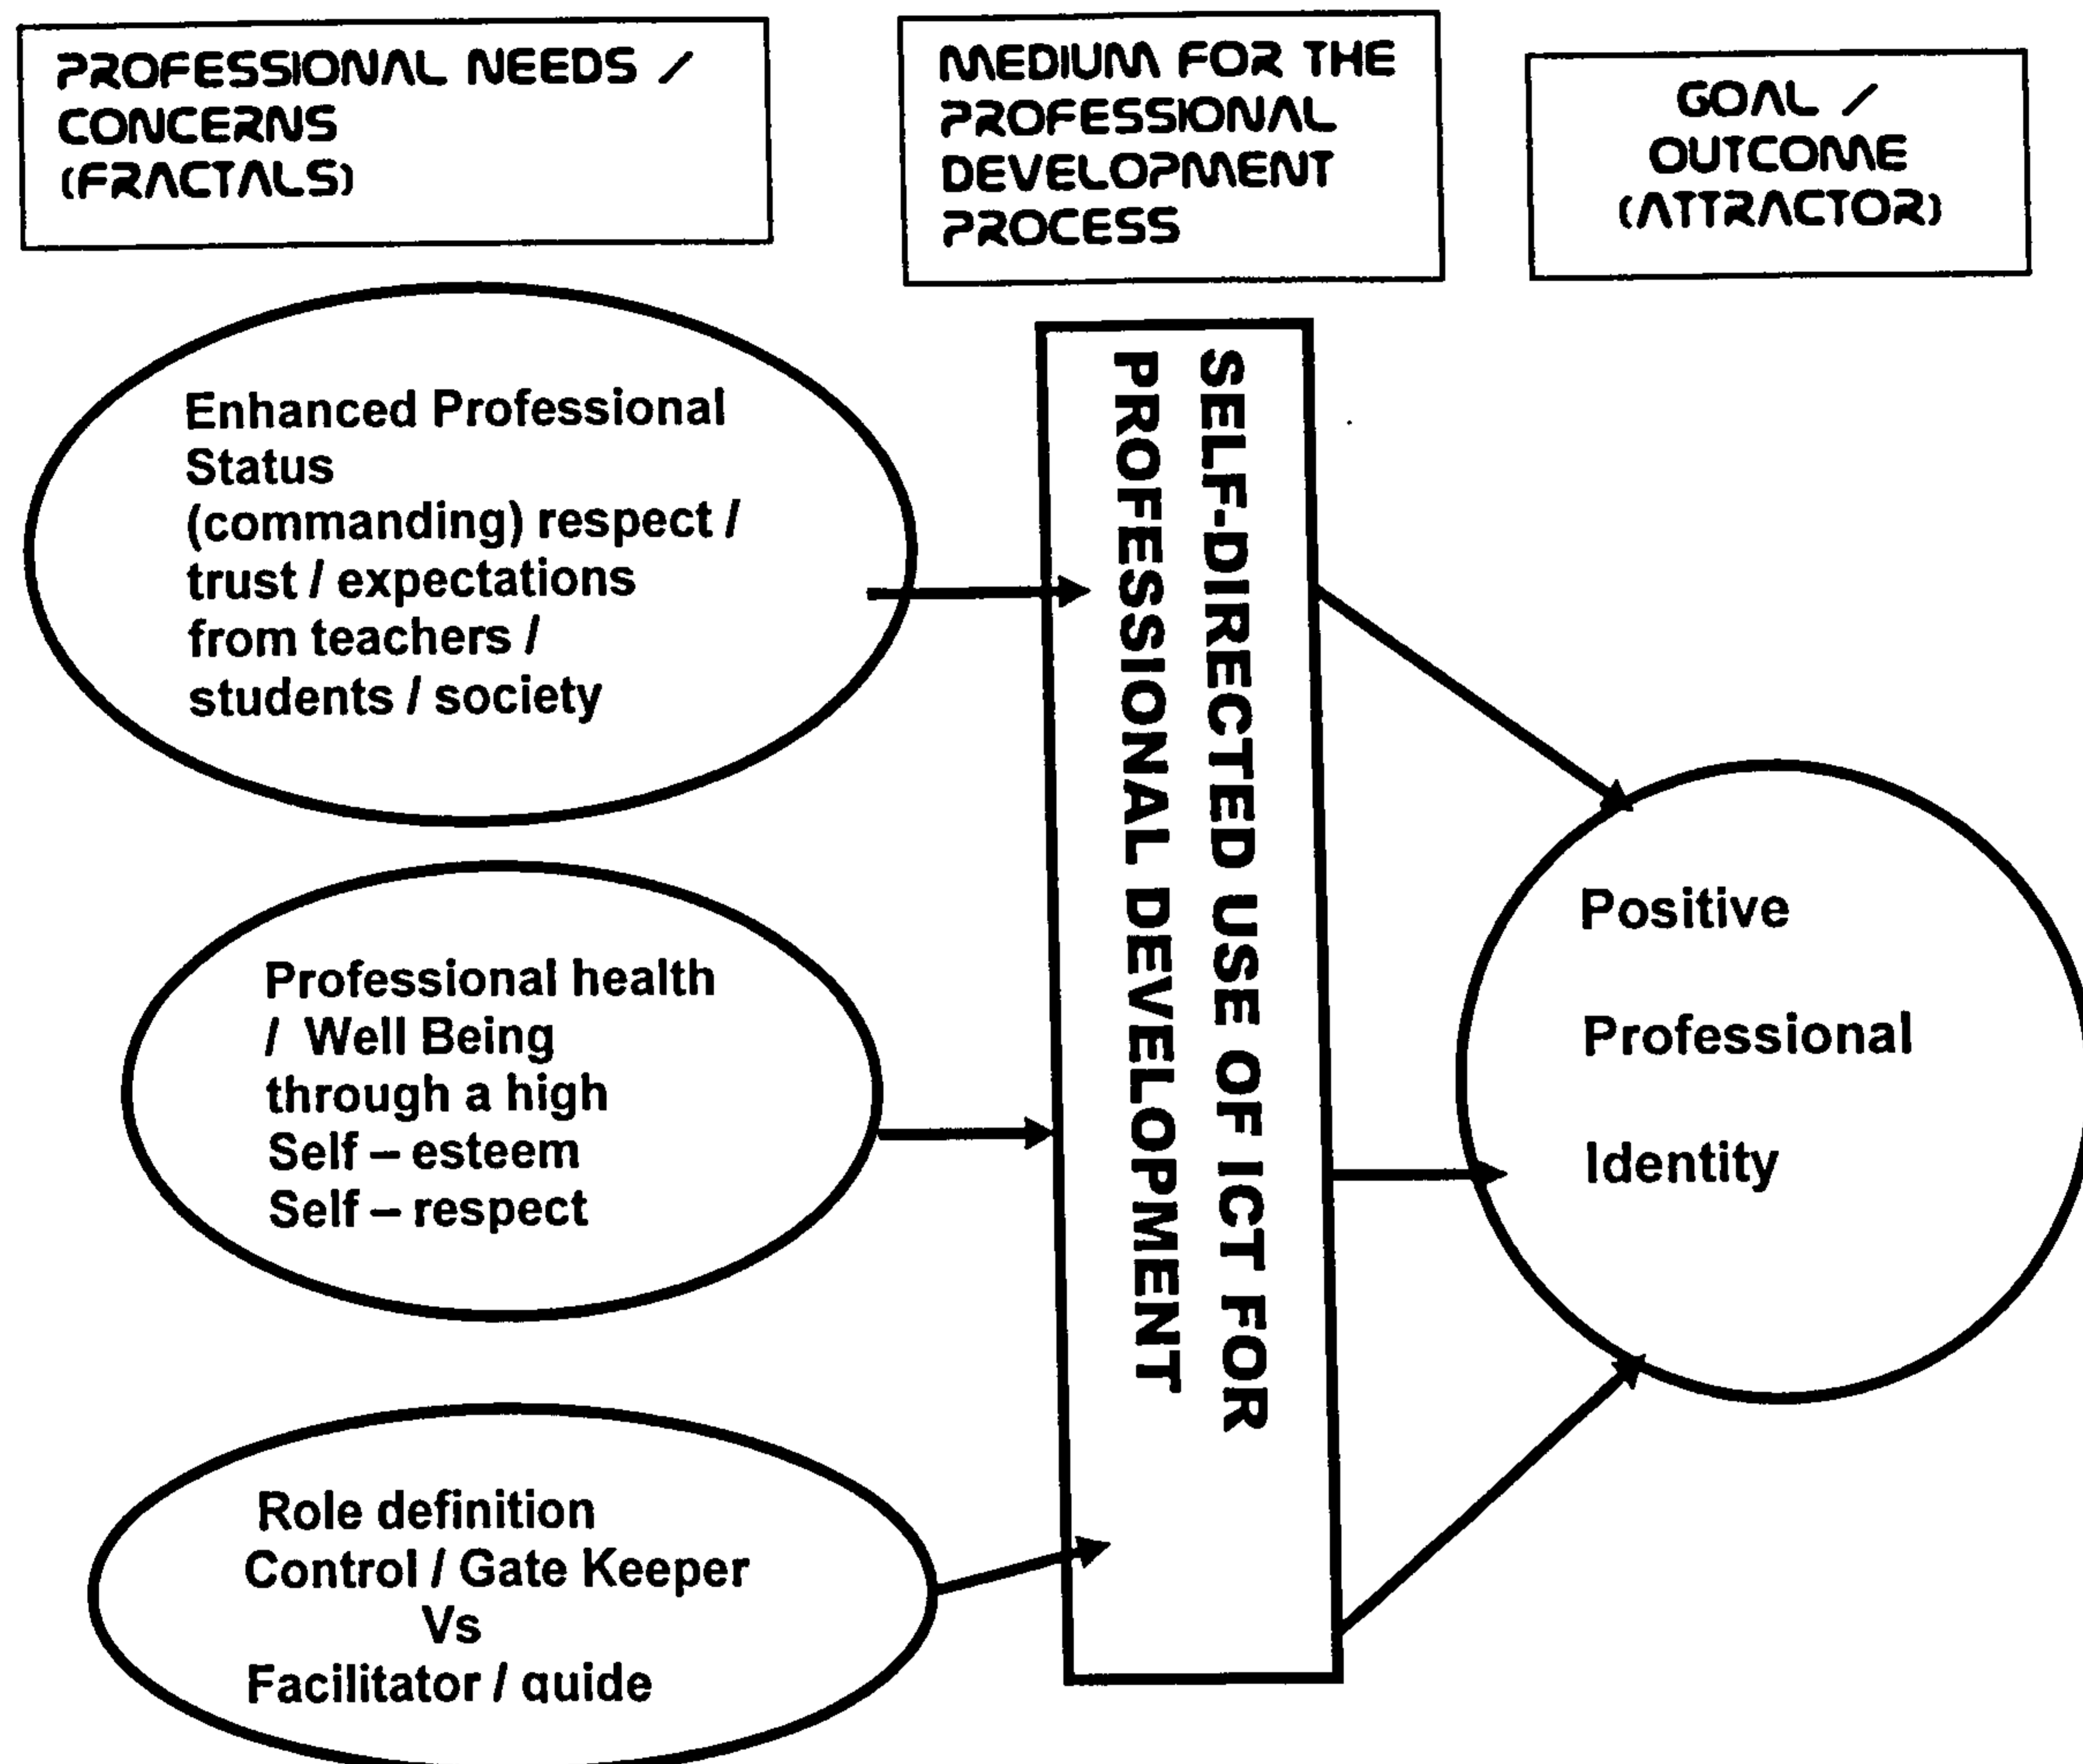 PROFESSIONAL NEEDS /
CONCERNS
(FRACTALS)
MEDIUM FOR THE
PROFESSIONAL
DEVELOPMENT
PROCESS
GOAL /
OUTCOME
(ATTRACTOR)
Enhanced Professional
Status
(commanding) respect /
trust / expectations
from teachers /
students / society
Professional health
/ Well Being
through a high
Self – esteem
Self – respect
Role definition
Control / Gate Keeper
Vs
Facilitator / guide
SELF-DIRECTED USE OF ICT FOR
PROFESSIONAL DEVELOPMENT
Positive
Professional
Identity